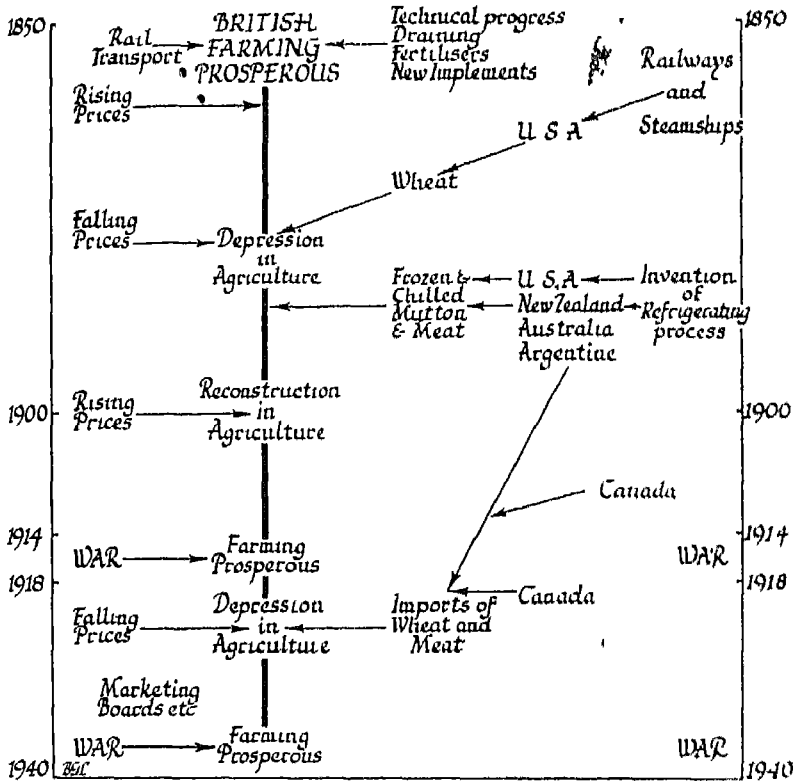 1850
BRITISH
FARMING
PROSPEROUS
Rail
Transport
Technical progress
Draining
Fertilisers
New Implements
1850
Railways
and
Steamships
Rising
Prices
U S A
Wheat
Falling
Prices
Depression
in
Agriculture
Frozen &
Chilled
Mutton
& Meat
U. S. A
New Zealand
Australia
Argentine
Invention
of
Refrigerating
process
1900
Rising
Prices
Reconstruction
in
Agriculture
1900
Canada
1914
WAR
1918
Farming
Prosperous
1914
WAR
1918
Falling
Prices
Depression
in
Agriculture
Imports of
Wheat and
Meat
Canada
Marketing
Boards etc
WAR
Farming
Prosperous
WAR
1940
1940